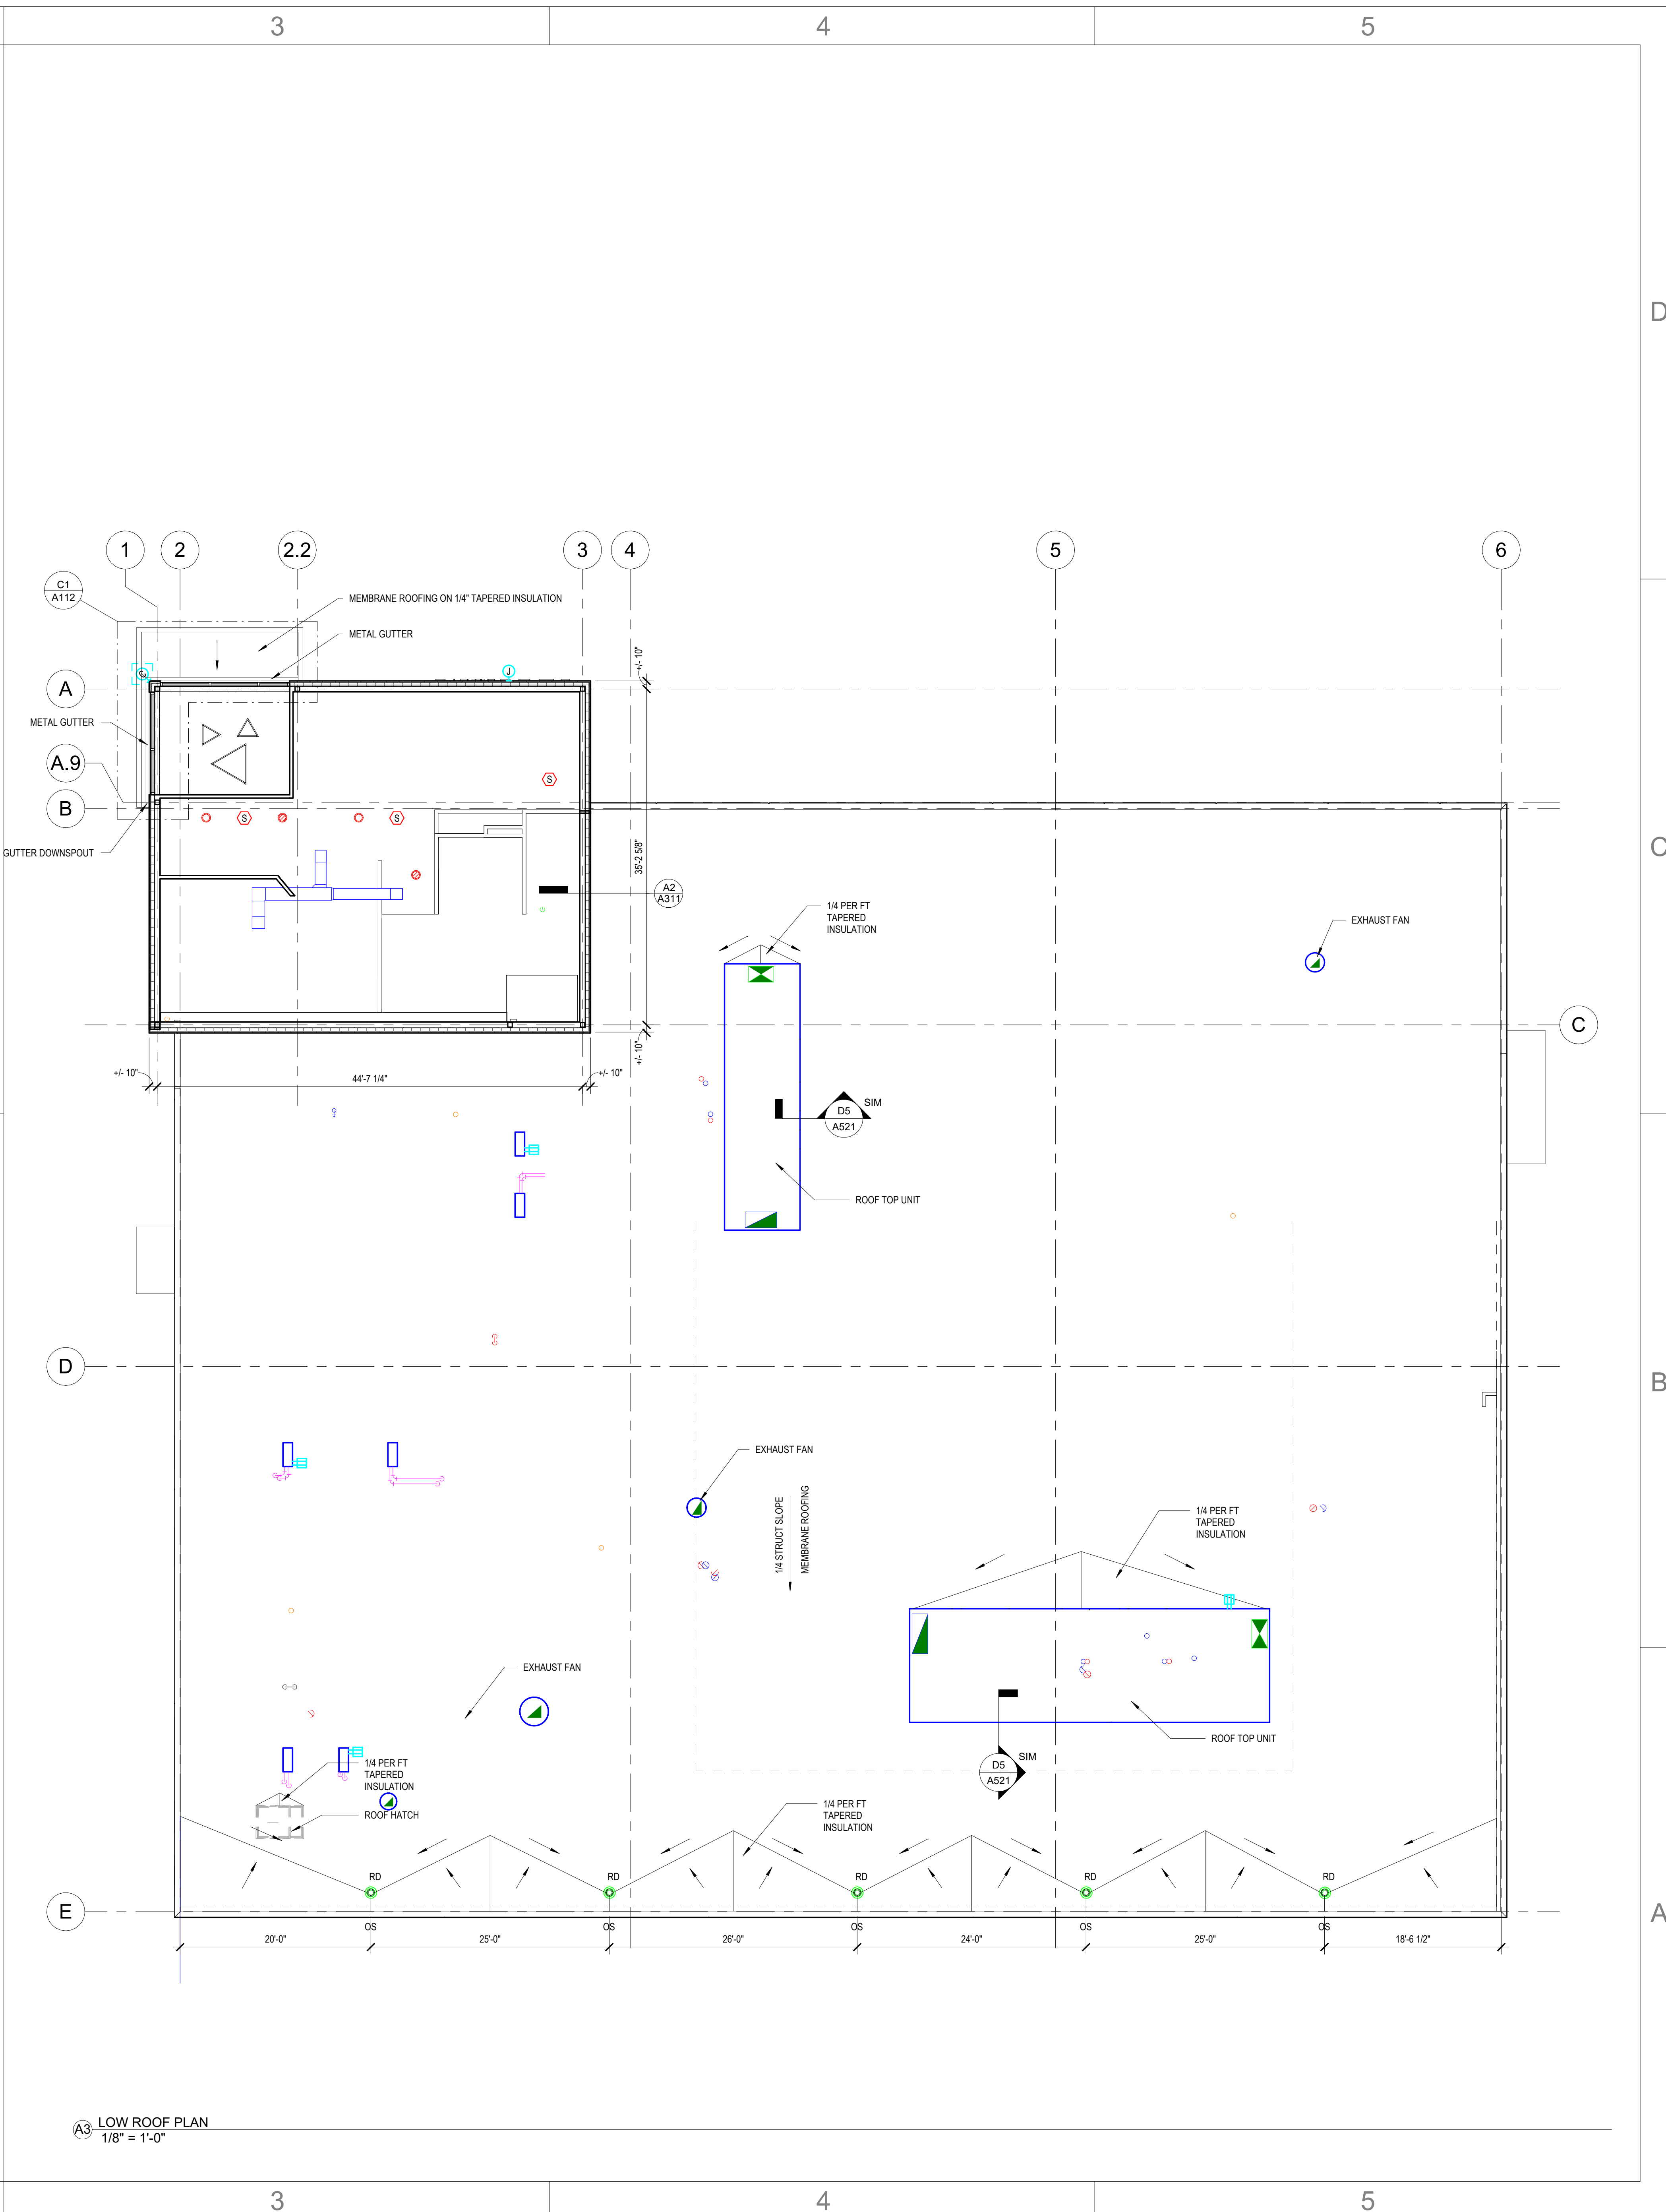 3
4
5
D
1
2
2.2
3
4
5
6
C1
A112
MEMBRANE ROOFING ON 1/4" TAPERED INSULATION
METAL GUTTER
+/- 10"
J
J
A
METAL GUTTER
A.9
S
B
S
S
GUTTER DOWNSPOUT
35'-2 5/8"
C
A2
A311
1/4 PER FT
TAPERED
INSULATION
EXHAUST FAN
C
+/- 10"
+/- 10"
44'-7 1/4"
+/- 10"
SIM
D5
A521
ROOF TOP UNIT
D
B
EXHAUST FAN
1/4 STRUCT SLOPE
MEMBRANE ROOFING
1/4 PER FT
TAPERED
INSULATION
EXHAUST FAN
ROOF TOP UNIT
SIM
D5
A521
1/4 PER FT
TAPERED
INSULATION
ROOF HATCH
1/4 PER FT
TAPERED
INSULATION
RD
RD
RD
RD
RD
E
A
OS
OS
OS
OS
OS
20'-0"
25'-0"
26'-0"
24'-0"
25'-0"
18'-6 1/2"
A3
LOW ROOF PLAN
1/8" = 1'-0"
3
4
5